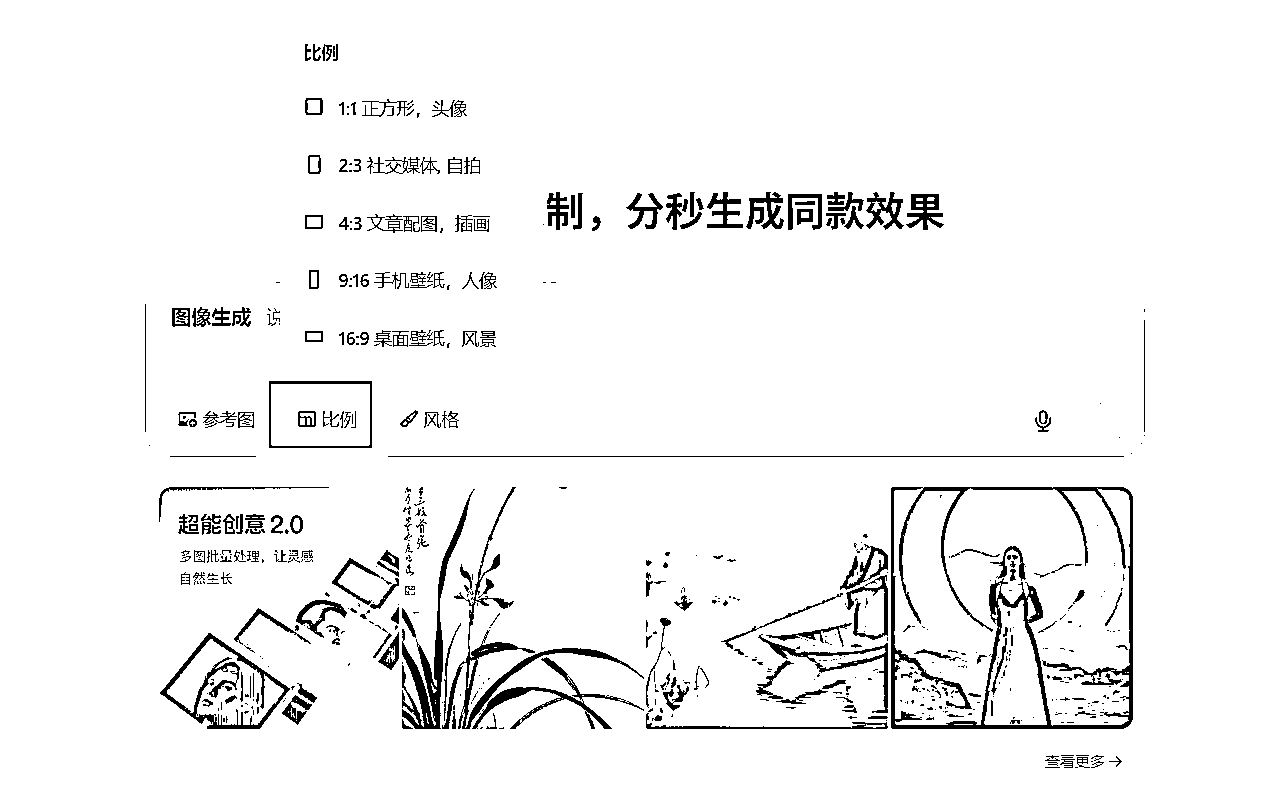 比例
1:1 正方形，头像
2:3 社交媒体, 自拍
制，分秒生成同款效果
4:3 文章配图，插画
9:16 手机壁纸，人像
图像生成 说
16:9 桌面壁纸，风景
参考图 比例 风格
超能创意 2.0
多图批量处理，让灵感
自然生长
查看更多 →